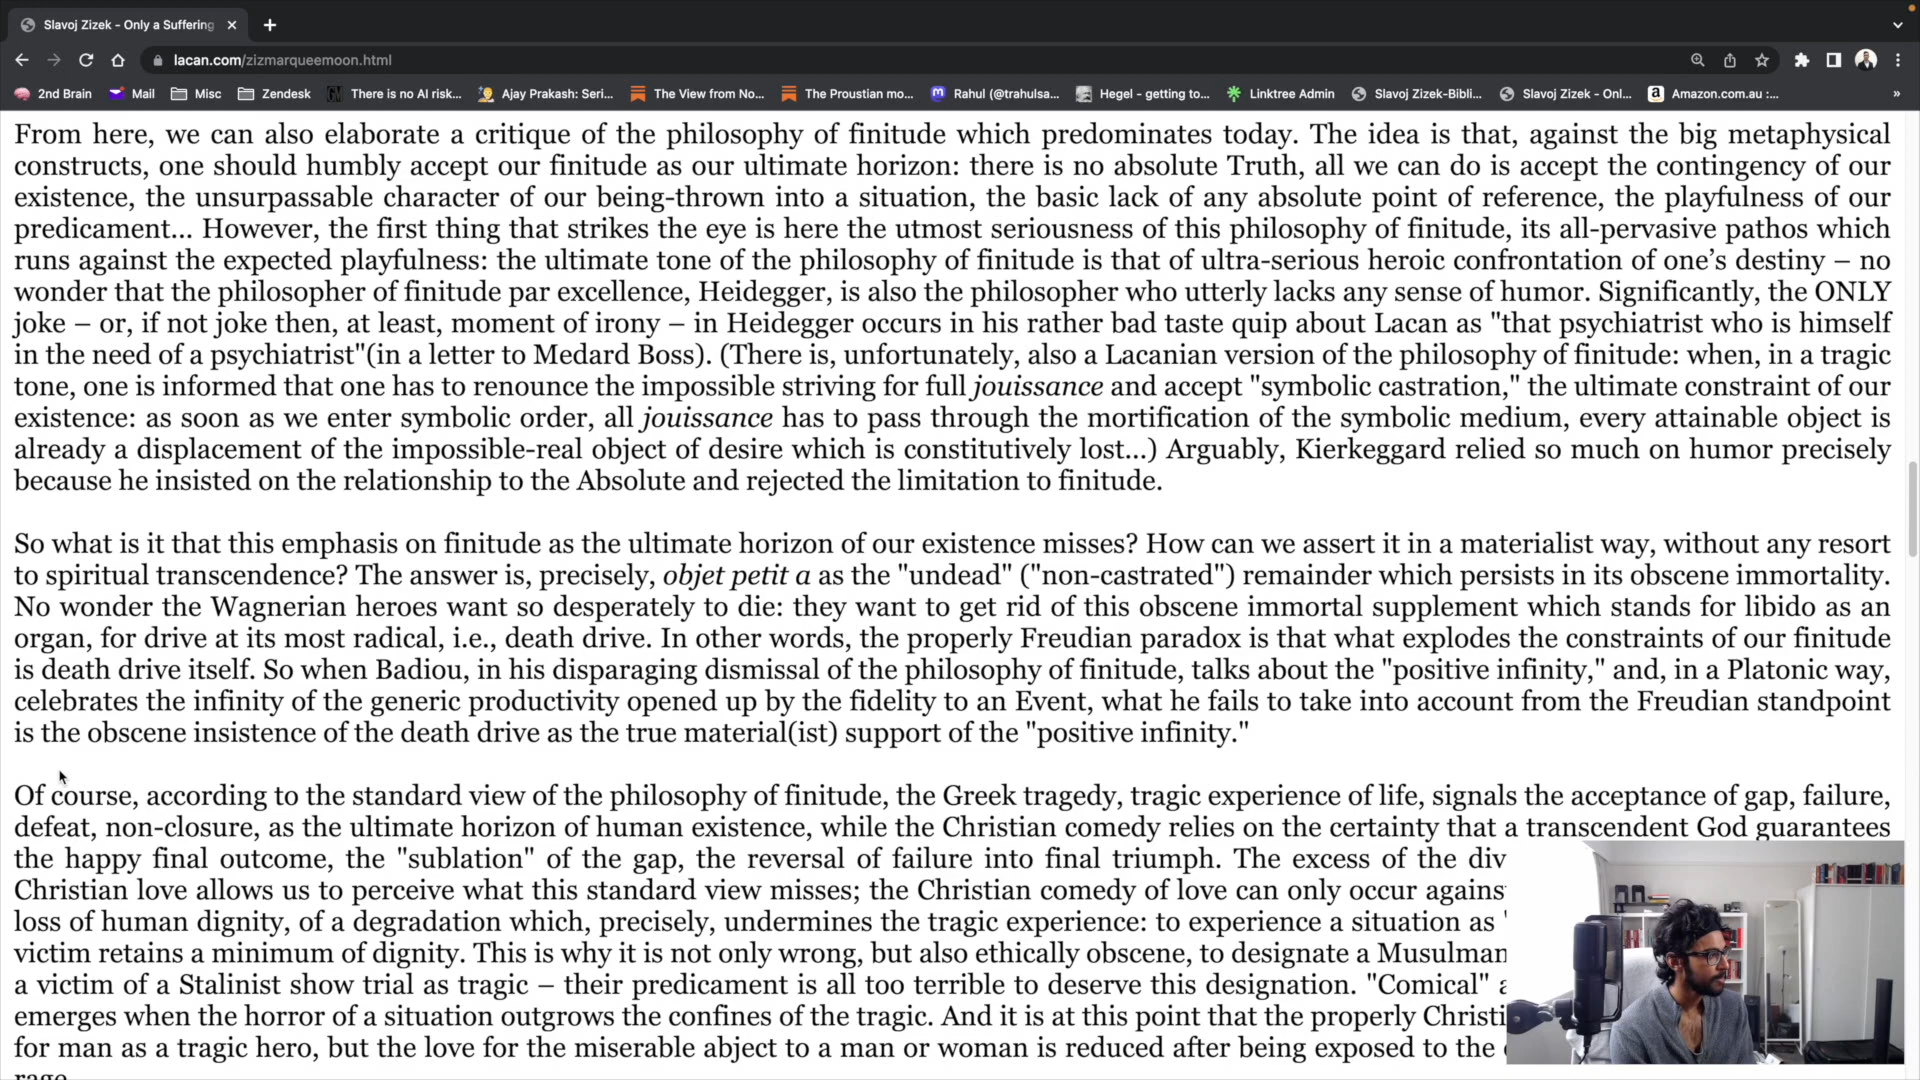 Slavoj Zizek - Only a Suffering
lacan.com/zizmarqueemoon.html
2nd Brain Mail Misc Zendesk There is no AI risk... Ajay Prakash: Seri... The View from No... The Proustian mo... Rahul (@trahulsa... Hegel - getting to... Linktree Admin Slavoj Zizek-Bibli... Slavoj Zizek - Onl... Amazon.com.au :... »
From here, we can also elaborate a critique of the philosophy of finitude which predominates today. The idea is that, against the big metaphysical
constructs, one should humbly accept our finitude as our ultimate horizon: there is no absolute Truth, all we can do is accept the contingency of our
existence, the unsurpassable character of our being-thrown into a situation, the basic lack of any absolute point of reference, the playfulness of our
predicament... However, the first thing that strikes the eye is here the utmost seriousness of this philosophy of finitude, its all-pervasive pathos which
runs against the expected playfulness: the ultimate tone of the philosophy of finitude is that of ultra-serious heroic confrontation of one's destiny – no
wonder that the philosopher of finitude par excellence, Heidegger, is also the philosopher who utterly lacks any sense of humor. Significantly, the ONLY
joke – or, if not joke then, at least, moment of irony – in Heidegger occurs in his rather bad taste quip about Lacan as "that psychiatrist who is himself
in the need of a psychiatrist"(in a letter to Medard Boss). (There is, unfortunately, also a Lacanian version of the philosophy of finitude: when, in a tragic
tone, one is informed that one has to renounce the impossible striving for full jouissance and accept "symbolic castration," the ultimate constraint of our
existence: as soon as we enter symbolic order, all jouissance has to pass through the mortification of the symbolic medium, every attainable object is
already a displacement of the impossible-real object of desire which is constitutively lost...) Arguably, Kierkeggard relied so much on humor precisely
because he insisted on the relationship to the Absolute and rejected the limitation to finitude.
So what is it that this emphasis on finitude as the ultimate horizon of our existence misses? How can we assert it in a materialist way, without any resort
to spiritual transcendence? The answer is, precisely, objet petit a as the "undead" ("non-castrated") remainder which persists in its obscene immortality.
No wonder the Wagnerian heroes want so desperately to die: they want to get rid of this obscene immortal supplement which stands for libido as an
organ, for drive at its most radical, i.e., death drive. In other words, the properly Freudian paradox is that what explodes the constraints of our finitude
is death drive itself. So when Badiou, in his disparaging dismissal of the philosophy of finitude, talks about the "positive infinity," and, in a Platonic way,
celebrates the infinity of the generic productivity opened up by the fidelity to an Event, what he fails to take into account from the Freudian standpoint
is the obscene insistence of the death drive as the true material(ist) support of the "positive infinity."
Of course, according to the standard view of the philosophy of finitude, the Greek tragedy, tragic experience of life, signals the acceptance of gap, failure,
defeat, non-closure, as the ultimate horizon of human existence, while the Christian comedy relies on the certainty that a transcendent God guarantees
the happy final outcome, the "sublation" of the gap, the reversal of failure into final triumph. The excess of the div
Christian love allows us to perceive what this standard view misses; the Christian comedy of love can only occur agains
loss of human dignity, of a degradation which, precisely, undermines the tragic experience: to experience a situation as
victim retains a minimum of dignity. This is why it is not only wrong, but also ethically obscene, to designate a Musulman
a victim of a Stalinist show trial as tragic – their predicament is all too terrible to deserve this designation. "Comical"
emerges when the horror of a situation outgrows the confines of the tragic. And it is at this point that the properly Christi
for man as a tragic hero, but the love for the miserable abject to a man or woman is reduced after being exposed to the
rage